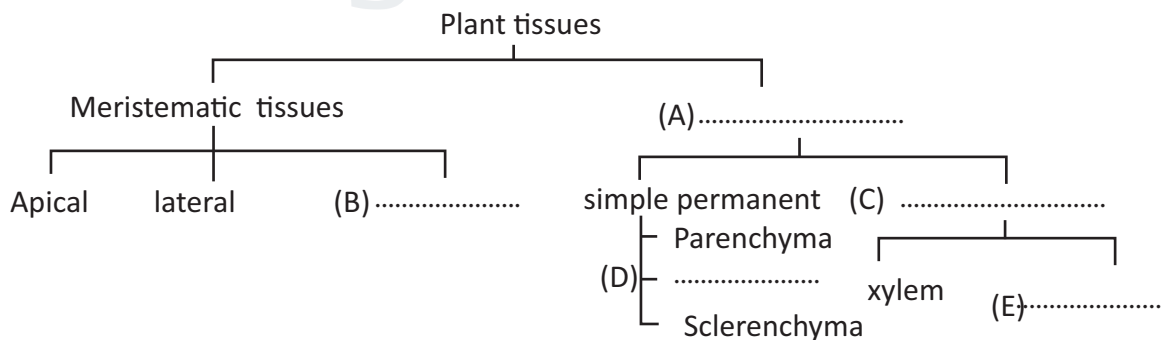 Plant tissues
Meristematic tissues
(A)..............................
Apical lateral (B)......................
simple permanent (C) ..............................
Parenchyma
(D) .....................
xylem
(E).....................
Sclerenchyma